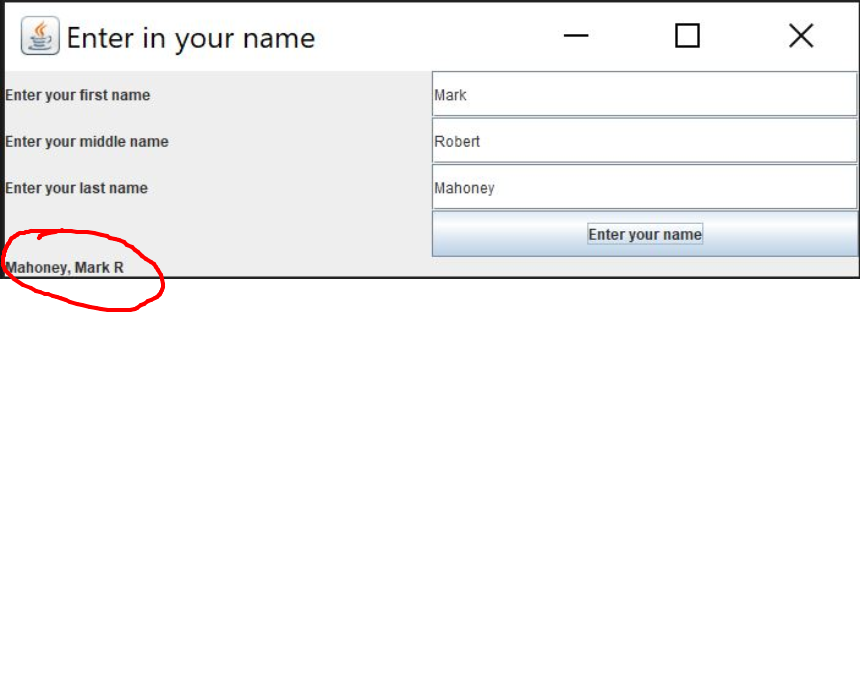 Enter in your name
Enter your first name Mark
Enter your middle name Robert
Enter your last name Mahoney
Enter your name
Mahoney, Mark R